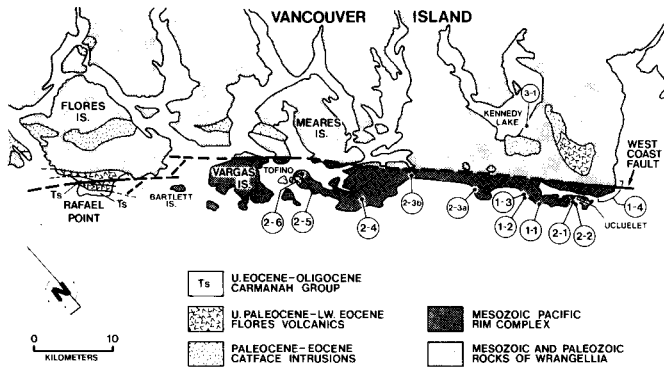 VANCOUVER ISLAND
FLORES
IS.
MEARES
IS.
KENNEDY
LAKE
3-1
WEST
COAST
FAULT
VARGAS
IS.
TOFINO
Ts
Ts
RAFAEL
POINT
BARTLETT
IS.
2-6
2-5
2-4
2-3b
2-3a
1-3
1-2
1-1
2-1
2-2
1-4
UCLUELET
N
0 10
KILOMETERS
Ts
U. EOCENE-OLIGOCENE
CARMANAH GROUP
U. PALEOCENE-LW. EOCENE
FLORES VOLCANICS
PALEOCENE-EOCENE
CATFACE INTRUSIONS
MESOZOIC PACIFIC
RIM COMPLEX
MESOZOIC AND PALEOZOIC
ROCKS OF WRANGELLIA